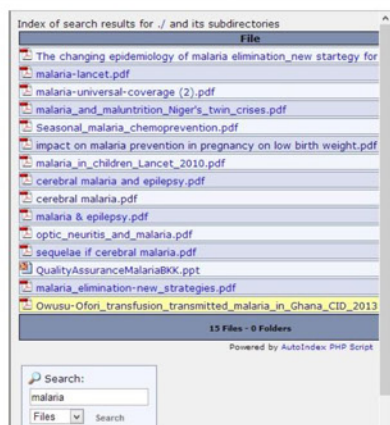 Index of search results for ./ and its subdirectories
File
The changing epidemiology of malaria elimination_new startegy for
malaria-lancet.pdf
malaria-universal-coverage (2).pdf
malaria_and_maluntrition_Niger's_twin_crises.pdf
Seasonal_malaria_chemoprevention.pdf
impact on malaria prevention in pregnancy on low birth weight.pdf
malaria_in_children_Lancet_2010.pdf
cerebral malaria and epilepsy.pdf
cerebral malaria.pdf
malaria & epilepsy.pdf
optic_neuritis_and_malaria.pdf
sequelae if cerebral malaria.pdf
QualityAssuranceMalariaBKK.ppt
malaria_elimination-new_strategies.pdf
Owusu-Ofori_transfusion_transmitted_malaria_in_Ghana_CID_2013
15 Files - 0 Folders
Powered by AutoIndex PHP Script
Search:
malaria
Files Search